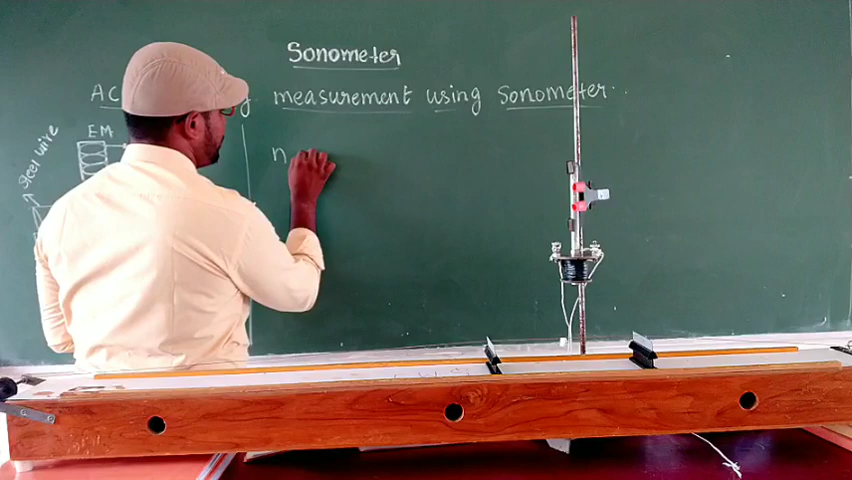 Sonometer
AC measurement using Sonometer
EM
steel wire
n